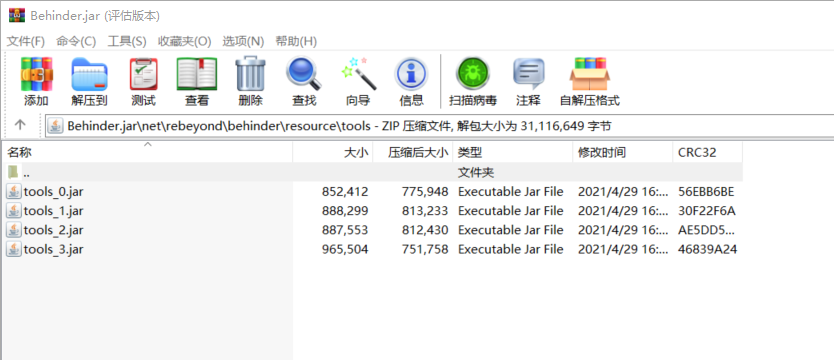 Behinder.jar (评估版本)
文件(F) 命令(C) 工具(S) 收藏夹(O) 选项(N) 帮助(H)
添加 解压到 测试 查看 删除 查找 向导 信息 扫描病毒 注释 自解压格式
Behinder.jar\net\rebeyond\behinder\resource\tools - ZIP 压缩文件, 解包大小为 31,116,649 字节
名称 大小 压缩后大小 类型 修改时间 CRC32
.. 文件夹
tools_0.jar 852,412 775,948 Executable Jar File 2021/4/29 16:... 56EBB6BE
tools_1.jar 888,299 813,233 Executable Jar File 2021/4/29 16:... 30F22F6A
tools_2.jar 887,553 812,430 Executable Jar File 2021/4/29 16:... AE5DD5...
tools_3.jar 965,504 751,758 Executable Jar File 2021/4/29 16:... 46839A24